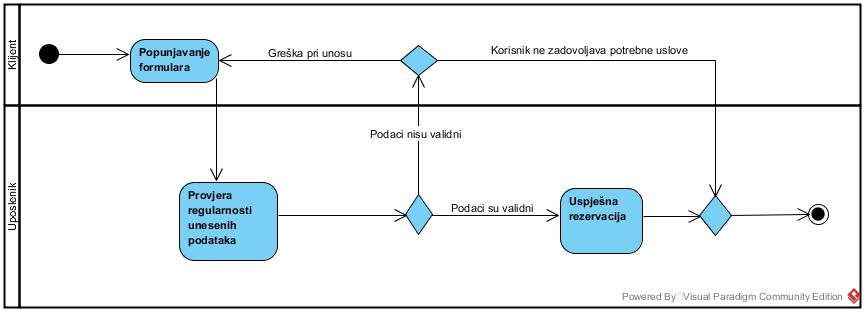 Klijent
Popunjavanje
formulara
Greška pri unosu
Korisnik ne zadovoljava potrebne uslove
Podaci nisu validni
Uposlenik
Provjera
regularnosti
unesenih
podataka
Podaci su validni
Uspješna
rezervacija
Powered By Visual Paradigm Community Edition